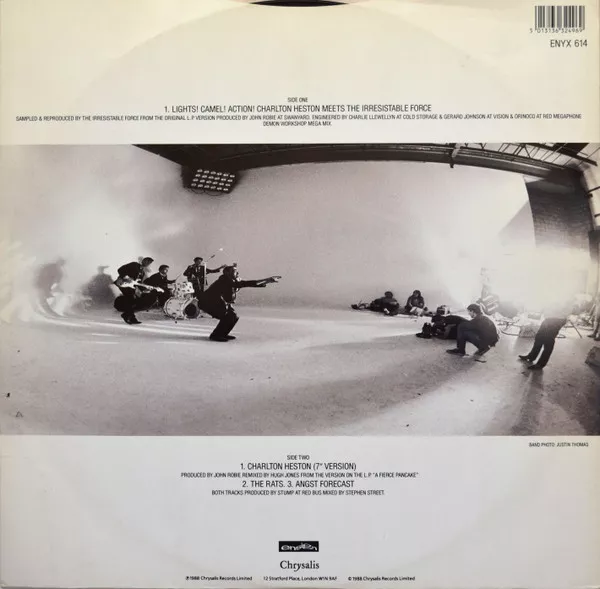 5 013136 324969
ENYX 614
SIDE ONE
1. LIGHTS! CAMEL! ACTION! CHARLTON HESTON MEETS THE IRRESISTABLE FORCE
SAMPLED & REPRODUCED BY THE IRRESISTABLE FORCE FROM THE ORIGINAL L.P VERSION PRODUCED BY JOHN ROBIE AT SWANYARD. ENGINEERED BY CHARLIE LLEWELLYN AT COLD STORAGE & GERARD JOHNSON AT VISION & ORINOCO AT RED MEGAPHONE
DEMON WORKSHOP MEGA MIX.
BAND PHOTO: JUSTIN THOMAS
SIDE TWO
1. CHARLTON HESTON (7" VERSION)
PRODUCED BY JOHN ROBIE REMIXED BY HUGH JONES FROM THE VERSION ON THE L.P. "A FIERCE PANCAKE"
2. THE RATS. 3. ANGST FORECAST
BOTH TRACKS PRODUCED BY STUMP AT RED BUS MIXED BY STEPHEN STREET.
ensign
Chrysalis
℗ 1988 Chrysalis Records Limited 12 Stratford Place, London W1N 9AF © 1988 Chrysalis Records Limited